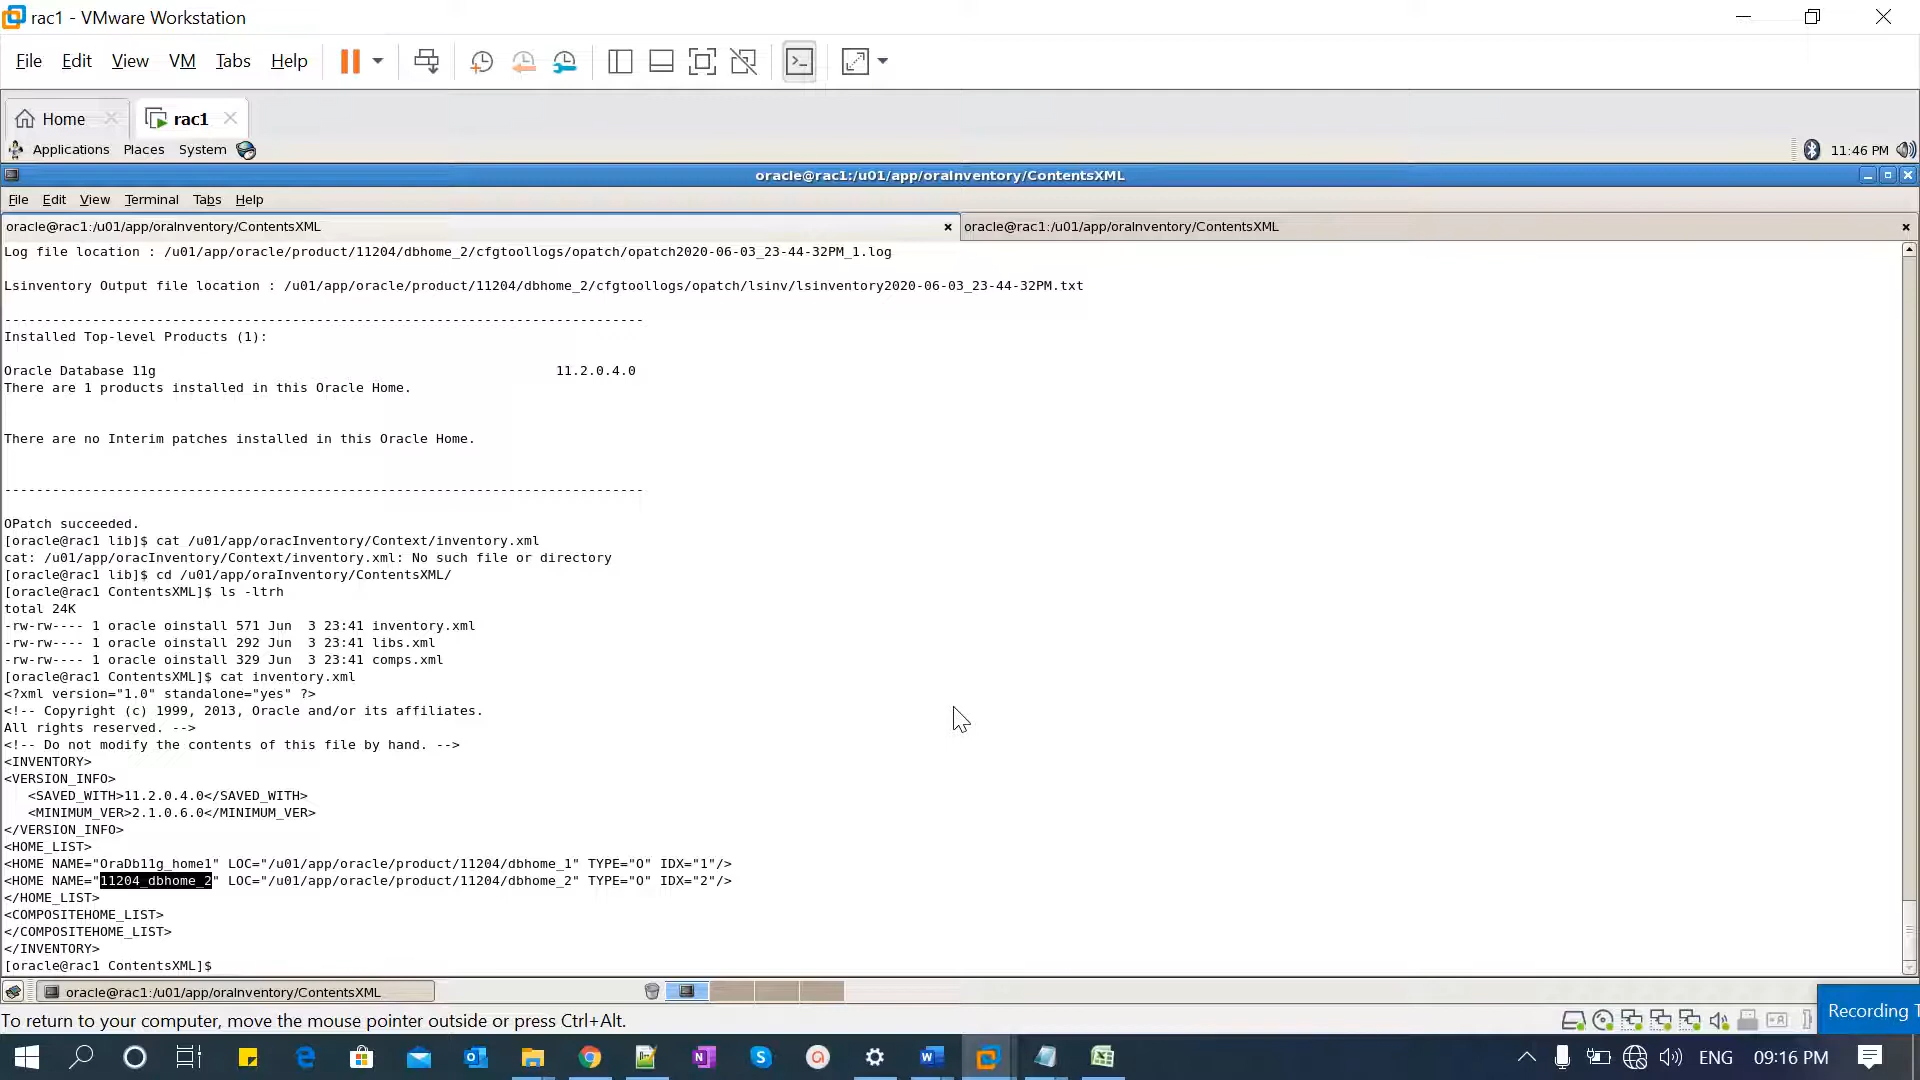 rac1 - VMware Workstation
File Edit View VM Tabs Help
Home rac1
Applications Places System 11:46 PM
oracle@rac1:/u01/app/oraInventory/ContentsXML
File Edit View Terminal Tabs Help
oracle@rac1:/u01/app/oraInventory/ContentsXML oracle@rac1:/u01/app/oraInventory/ContentsXML
Log file location : /u01/app/oracle/product/11204/dbhome_2/cfgtoollogs/opatch/opatch2020-06-03_23-44-32PM_1.log
Lsinventory Output file location : /u01/app/oracle/product/11204/dbhome_2/cfgtoollogs/opatch/lsinv/lsinventory2020-06-03_23-44-32PM.txt
--------------------------------------------------------------------------------
Installed Top-level Products (1):
Oracle Database 11g 11.2.0.4.0
There are 1 products installed in this Oracle Home.
There are no Interim patches installed in this Oracle Home.
--------------------------------------------------------------------------------
OPatch succeeded.
[oracle@rac1 lib]$ cat /u01/app/oracInventory/Context/inventory.xml
cat: /u01/app/oracInventory/Context/inventory.xml: No such file or directory
[oracle@rac1 lib]$ cd /u01/app/oraInventory/ContentsXML/
[oracle@rac1 ContentsXML]$ ls -ltrh
total 24K
-rw-rw---- 1 oracle oinstall 571 Jun  3 23:41 inventory.xml
-rw-rw---- 1 oracle oinstall 292 Jun  3 23:41 libs.xml
-rw-rw---- 1 oracle oinstall 329 Jun  3 23:41 comps.xml
[oracle@rac1 ContentsXML]$ cat inventory.xml
<?xml version="1.0" standalone="yes" ?>
<!-- Copyright (c) 1999, 2013, Oracle and/or its affiliates.
All rights reserved. -->
<!-- Do not modify the contents of this file by hand. -->
<INVENTORY>
<VERSION_INFO>
   <SAVED_WITH>11.2.0.4.0</SAVED_WITH>
   <MINIMUM_VER>2.1.0.6.0</MINIMUM_VER>
</VERSION_INFO>
<HOME_LIST>
<HOME NAME="OraDb11g_home1" LOC="/u01/app/oracle/product/11204/dbhome_1" TYPE="O" IDX="1"/>
<HOME NAME="11204_dbhome_2" LOC="/u01/app/oracle/product/11204/dbhome_2" TYPE="O" IDX="2"/>
</HOME_LIST>
<COMPOSITEHOME_LIST>
</COMPOSITEHOME_LIST>
</INVENTORY>
[oracle@rac1 ContentsXML]$
oracle@rac1:/u01/app/oraInventory/ContentsXML
To return to your computer, move the mouse pointer outside or press Ctrl+Alt.
Recording T
ENG 09:16 PM